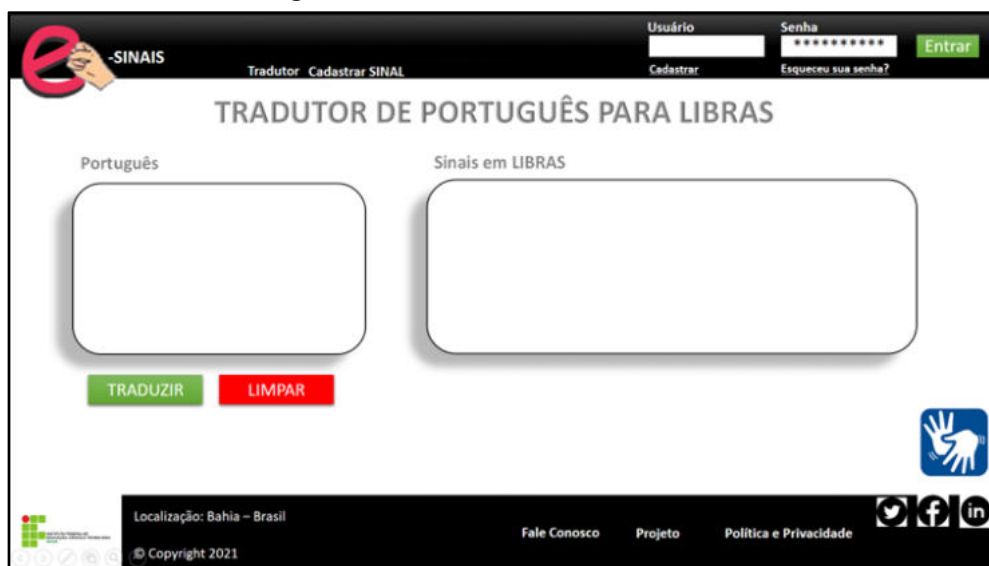 e -SINAIS
Tradutor Cadastrar SINAL
Usuário
Senha
**********
Entrar
Cadastrar
Esqueceu sua senha?
TRADUTOR DE PORTUGUÊS PARA LIBRAS
Português
Sinais em LIBRAS
TRADUZIR
LIMPAR
Localização: Bahia – Brasil
Fale Conosco
Projeto
Política e Privacidade
© Copyright 2021